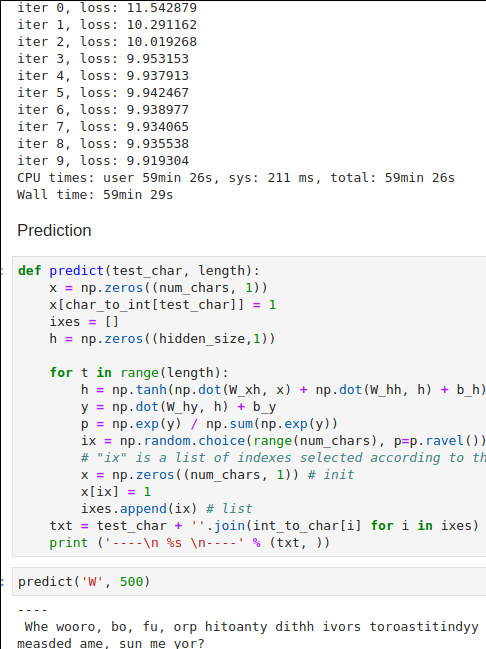 iter 0, loss: 11.542879
iter 1, loss: 10.291162
iter 2, loss: 10.019268
iter 3, loss: 9.953153
iter 4, loss: 9.937913
iter 5, loss: 9.942467
iter 6, loss: 9.938977
iter 7, loss: 9.934065
iter 8, loss: 9.935538
iter 9, loss: 9.919304
CPU times: user 59min 26s, sys: 211 ms, total: 59min 26s
Wall time: 59min 29s
Prediction
def predict(test_char, length):
    x = np.zeros((num_chars, 1))
    x[char_to_int[test_char]] = 1
    ixes = []
    h = np.zeros((hidden_size,1))
    for t in range(length):
        h = np.tanh(np.dot(W_xh, x) + np.dot(W_hh, h) + b_h)
        y = np.dot(W_hy, h) + b_y
        p = np.exp(y) / np.sum(np.exp(y))
        ix = np.random.choice(range(num_chars), p=p.ravel())
        # "ix" is a list of indexes selected according to th
        x = np.zeros((num_chars, 1)) # init
        x[ix] = 1
        ixes.append(ix) # list
    txt = test_char + ''.join(int_to_char[i] for i in ixes)
    print ('----\n %s \n----' % (txt, ))
predict('W', 500)
----
 Whe wooro, bo, fu, orp hitoanty dithh ivors toroastitindyy
measded ame, sun me yor?